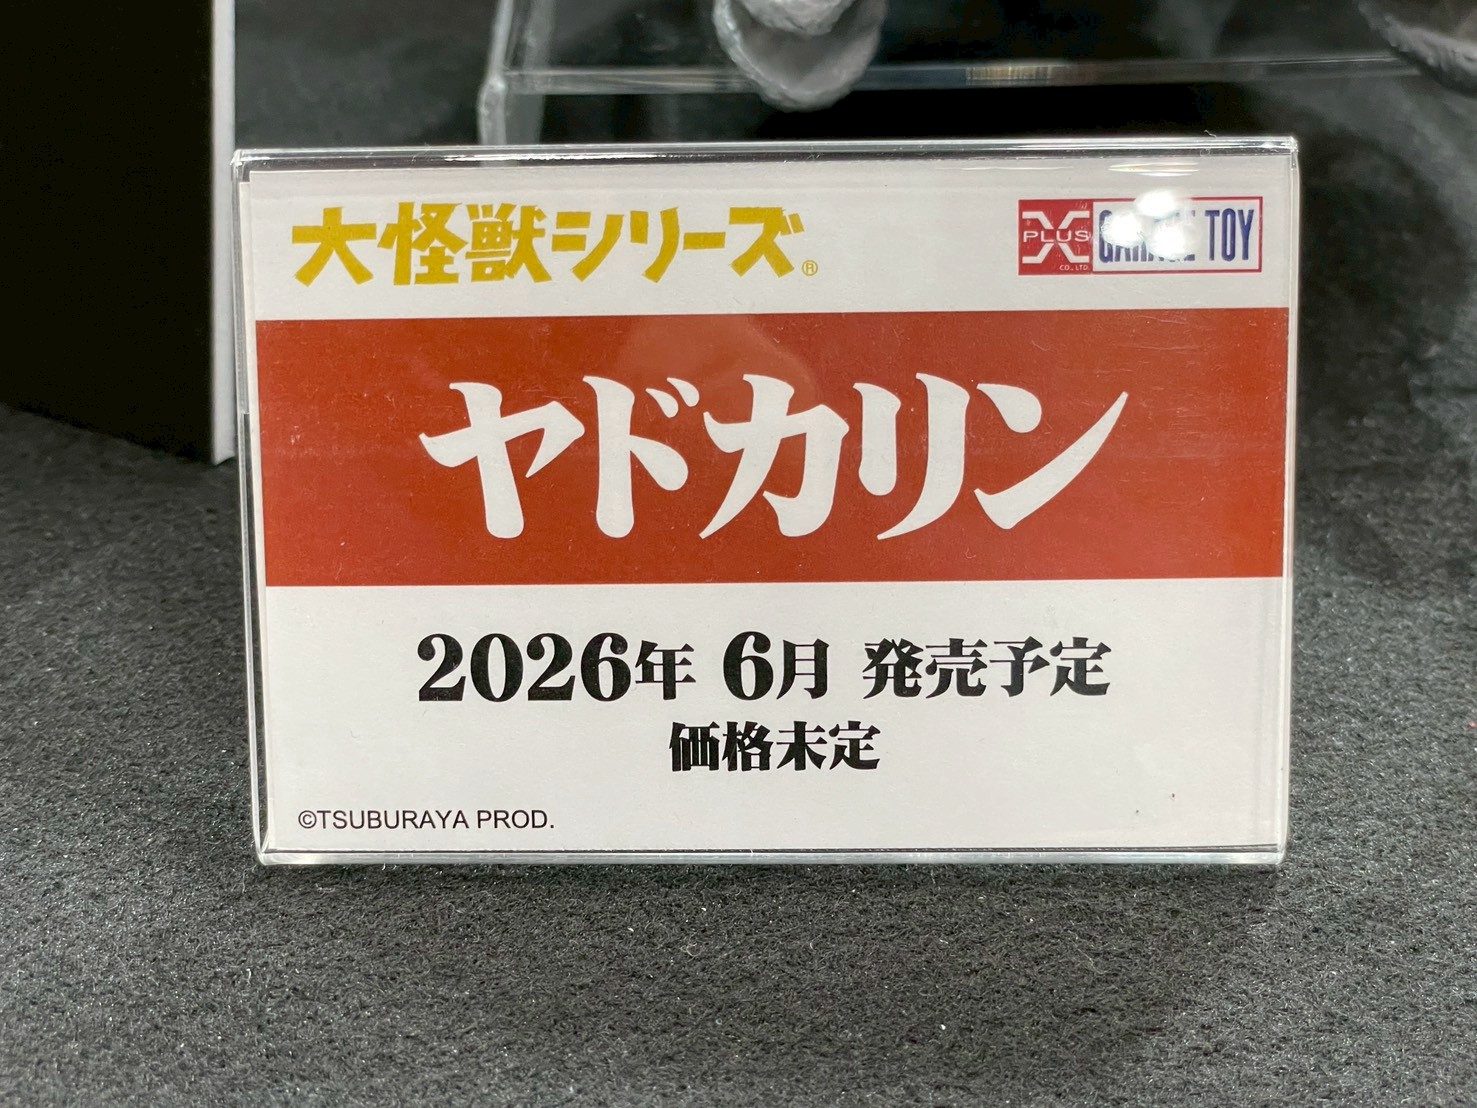 大怪獣シリーズ®
X PLUS CO., LTD. GARAGE TOY
ヤドカリン
2026年 6月 発売予定
価格未定
©TSUBURAYA PROD.